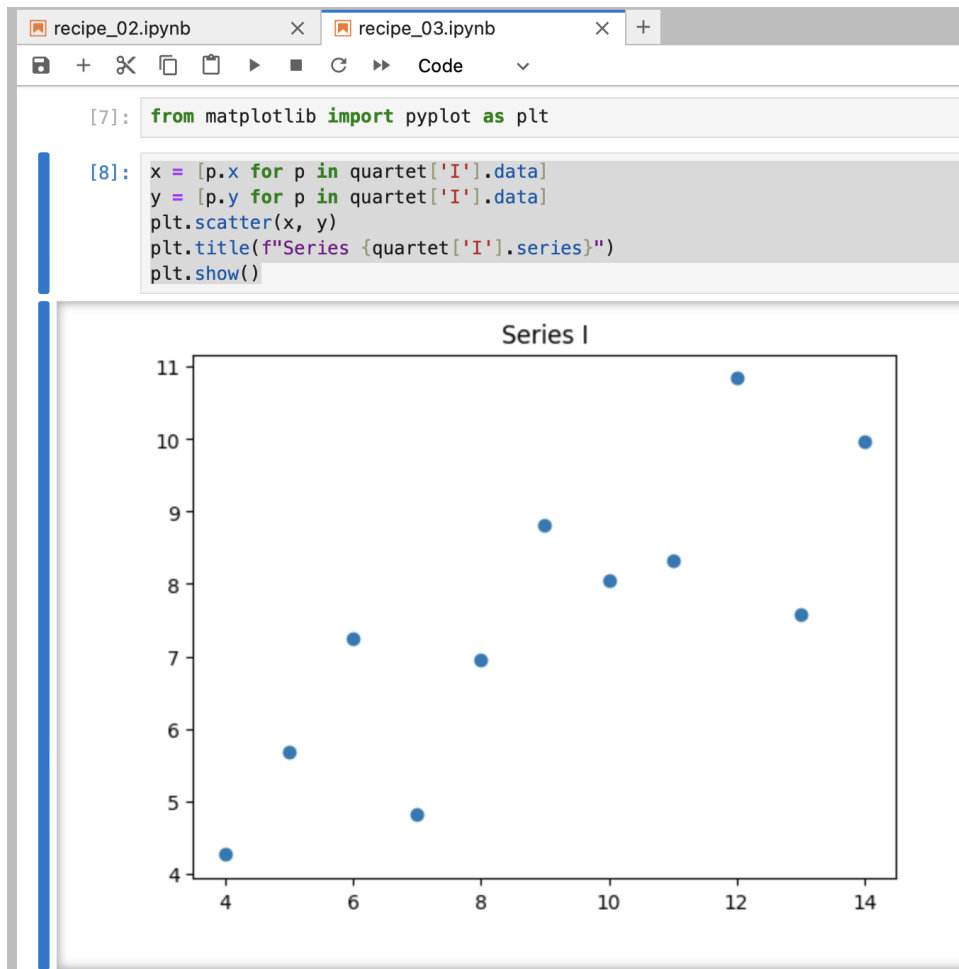 recipe_02.ipynb
recipe_03.ipynb
Code
[7]: from matplotlib import pyplot as plt
[8]: x = [p.x for p in quartet['I'].data]
y = [p.y for p in quartet['I'].data]
plt.scatter(x, y)
plt.title(f"Series {quartet['I'].series}")
plt.show()
Series I
11
10
9
8
7
6
5
4
4 6 8 10 12 14